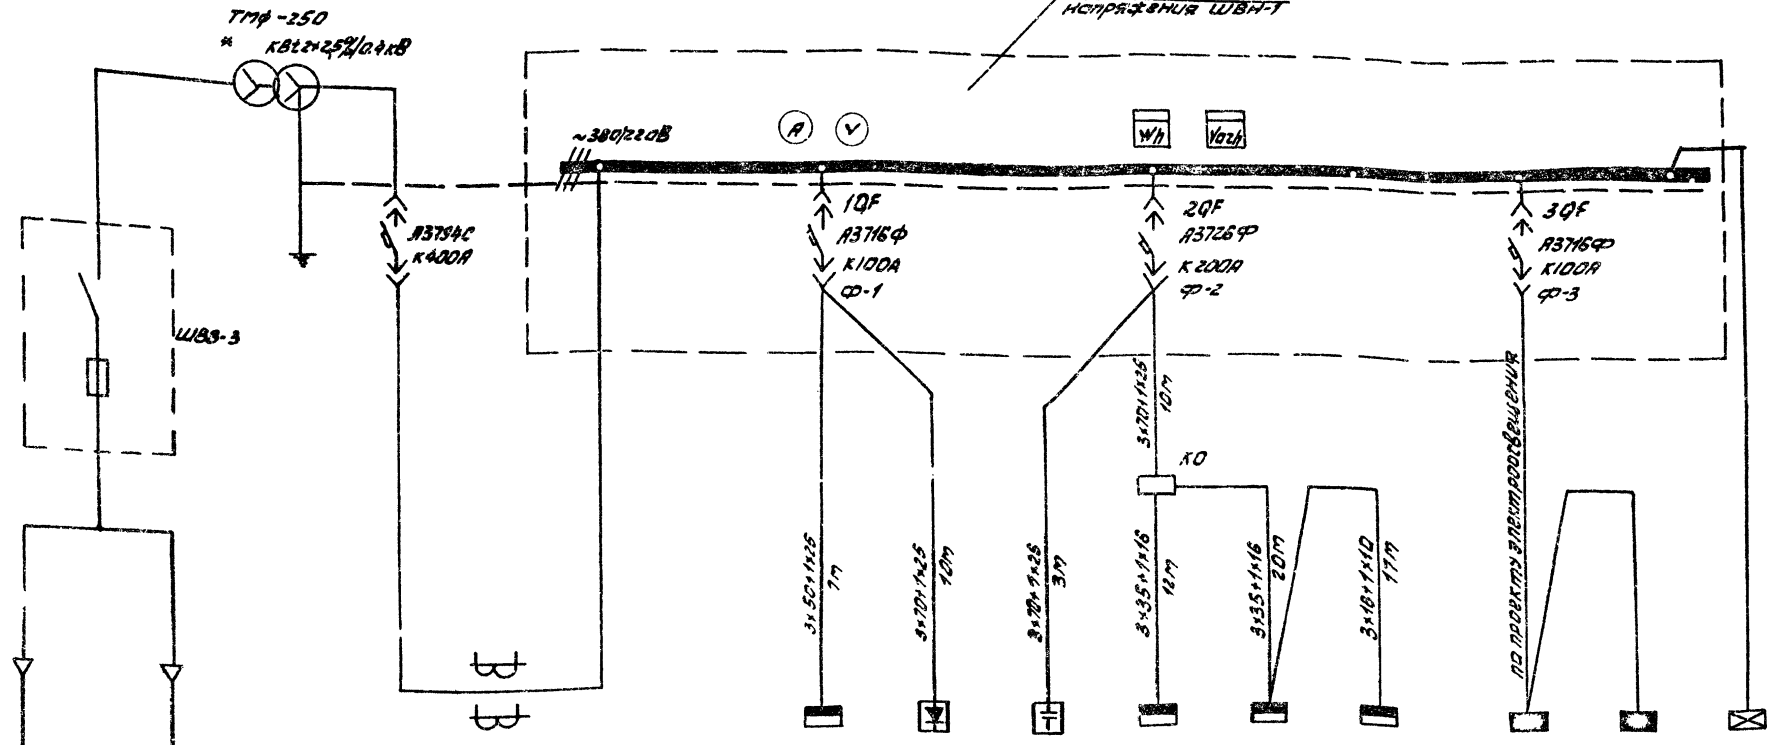 напряжения ШВН-Т
ТМФ-250
* кВ±2×2,5%/0.4кВ
~380/220В
A
V
Wh
Varh
1QF
А3716Ф
К100А
Ф-1
2QF
А3726Ф
К200А
Ф-2
3QF
А3716Ф
К100А
Ф-3
А3794С
К400А
ШВВ-3
3×70+1×25
10м
КО
по проекту электроосвещения
3×50+1×25
7м
3×70+1×25
10м
3×70+1×25
3м
3×35+1×16
12м
3×35+1×16
20м
3×16+1×10
17м